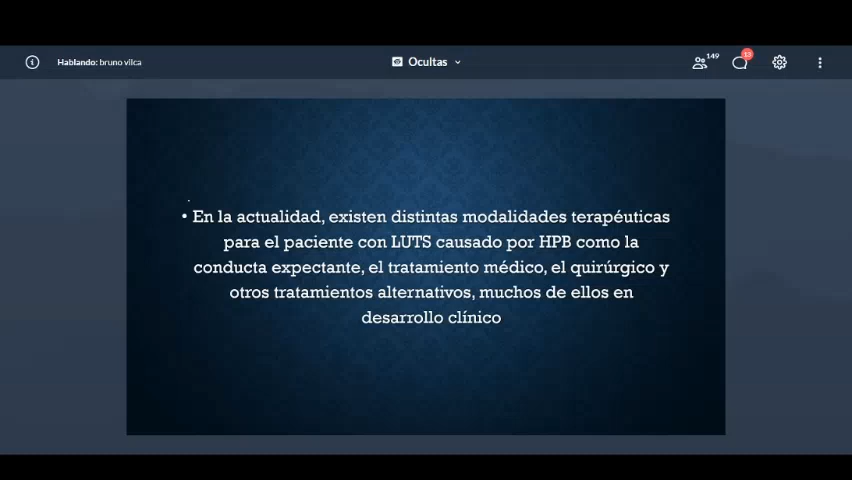 Hablando: bruno vilca
Ocultas
149
13
• En la actualidad, existen distintas modalidades terapéuticas
para el paciente con LUTS causado por HPB como la
conducta expectante, el tratamiento médico, el quirúrgico y
otros tratamientos alternativos, muchos de ellos en
desarrollo clínico